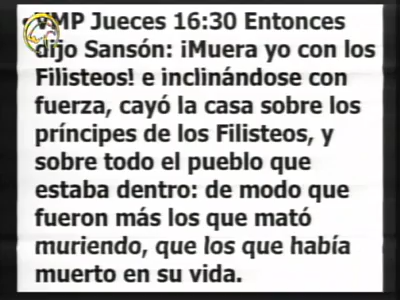 VMP Jueces 16:30 Entonces
dijo Sansón: ¡Muera yo con los
Filisteos! e inclinándose con
fuerza, cayó la casa sobre los
príncipes de los Filisteos, y
sobre todo el pueblo que
estaba dentro: de modo que
fueron más los que mató
muriendo, que los que había
muerto en su vida.